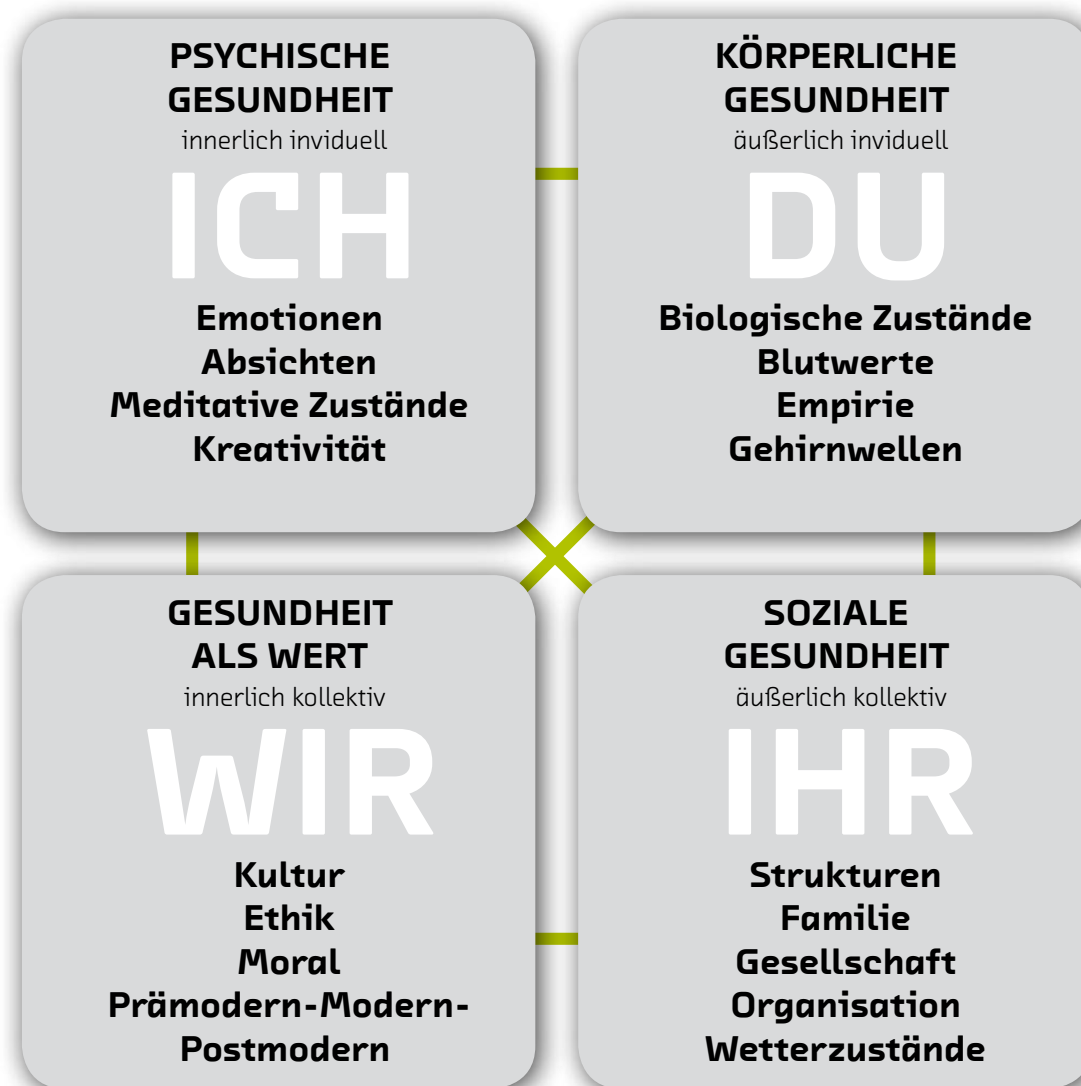 PSYCHISCHE
GESUNDHEIT
innerlich inviduell
ICH
Emotionen
Absichten
Meditative Zustände
Kreativität
KÖRPERLICHE
GESUNDHEIT
äußerlich inviduell
DU
Biologische Zustände
Blutwerte
Empirie
Gehirnwellen
GESUNDHEIT
ALS WERT
innerlich kollektiv
WIR
Kultur
Ethik
Moral
Prämodern-Modern-
Postmodern
SOZIALE
GESUNDHEIT
äußerlich kollektiv
IHR
Strukturen
Familie
Gesellschaft
Organisation
Wetterzustände